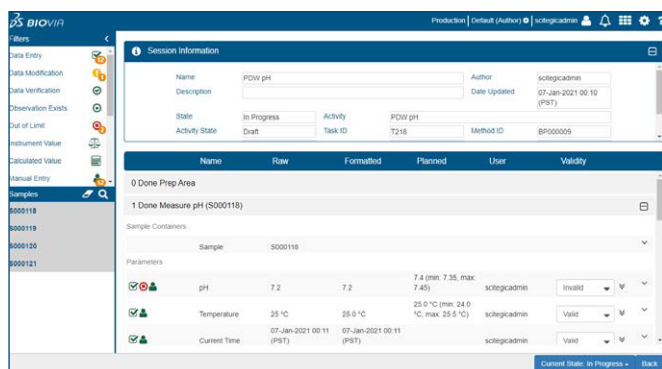 3DS BIOVIA
Production | Default (Author) | scitegicadmin
Filters
Data Entry
12
Data Modification
Data Verification
Observation Exists
Out of Limit
Instrument Value
Calculated Value
Manual Entry
12
Samples
S000118
S000119
S000120
S000121
Session Information
Name POW pH Author scitegicadmin
Description Date Updated 07-Jan-2021 00:10 (PST)
State In Progress Activity POW pH
Activity State Draft Task ID T218 Method ID BP000009
Name Raw Formatted Planned User Validity
0 Done Prep Area
1 Done Measure pH (S000118)
Sample Containers
Sample S000118
Parameters
pH 7.2 7.2 7.4 (min: 7.35, max: 7.45) scitegicadmin Invalid
Temperature 25 °C 25.0 °C 25.0 °C (min: 24.0 °C, max: 25.5 °C) scitegicadmin Valid
Current Time 07-Jan-2021 00:11 (PST) 07-Jan-2021 00:11 (PST) scitegicadmin Valid
Current State: In Progress Back